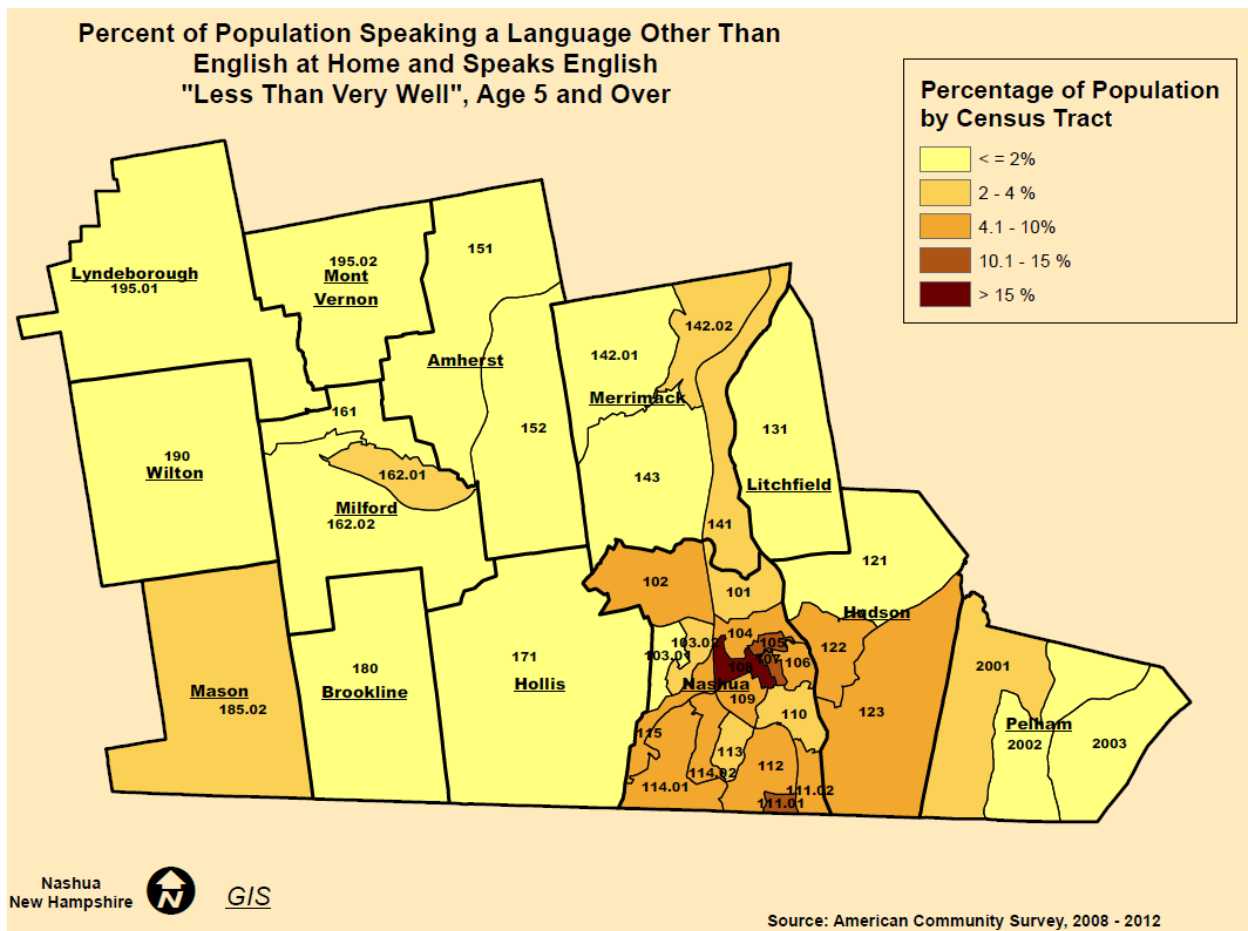 Percent of Population Speaking a Language Other Than
English at Home and Speaks English
"Less Than Very Well", Age 5 and Over
Percentage of Population
by Census Tract
< = 2%
2 - 4 %
4.1 - 10%
10.1 - 15 %
> 15 %
151
195.02
Mont
Vernon
Lyndeborough
195.01
142.02
142.01
Amherst
Merrimack
161
152
131
190
Wilton
162.01
143
Litchfield
Milford
162.02
141
121
102
101
Hudson
104
105
103.02
103.01
122
107
106
108
2001
171
180
Hollis
Nashua
Mason
Brookline
109
185.02
110
123
Pelham
115
2002
2003
113
112
114.02
114.01
111.02
111.01
Nashua
New Hampshire
N
GIS
Source: American Community Survey, 2008 - 2012